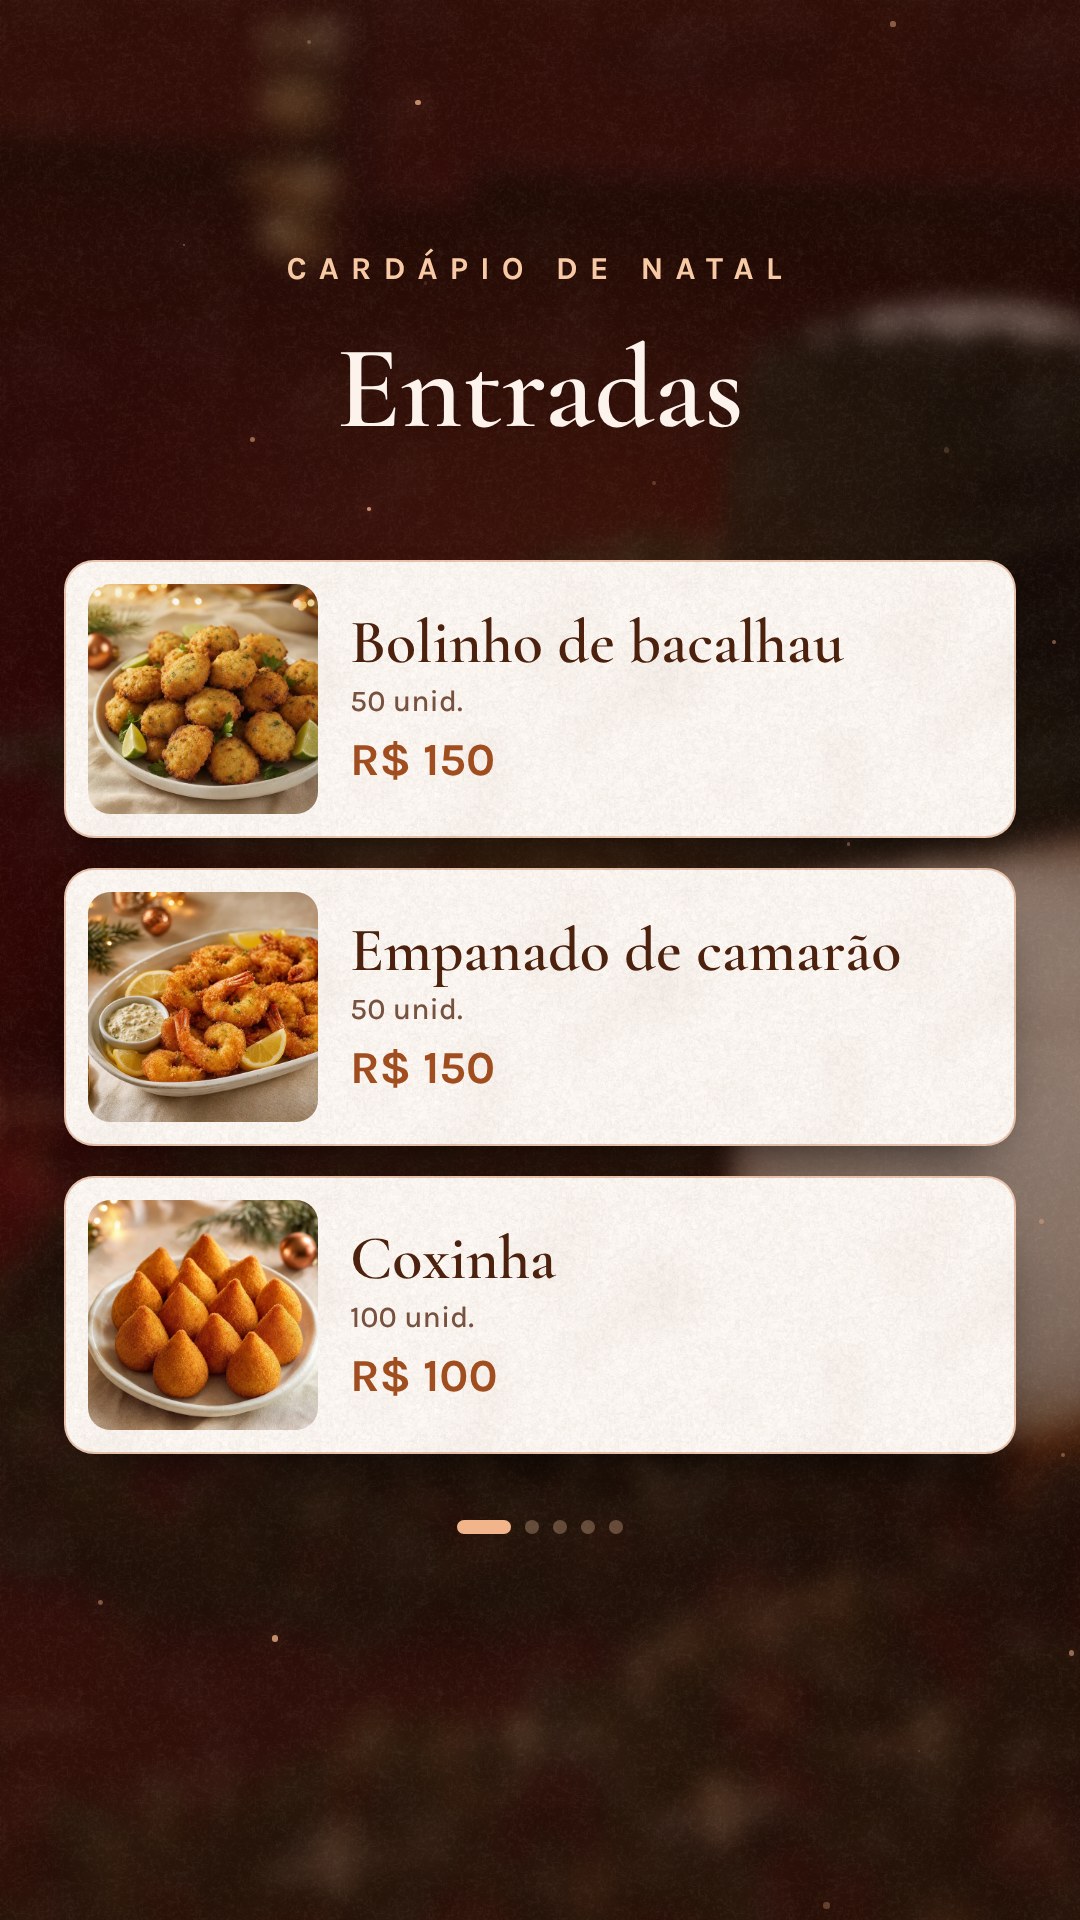 CARDÁPIO DE NATAL
Entradas
Bolinho de bacalhau
50 unid.
R$ 150
Empanado de camarão
50 unid.
R$ 150
Coxinha
100 unid.
R$ 100